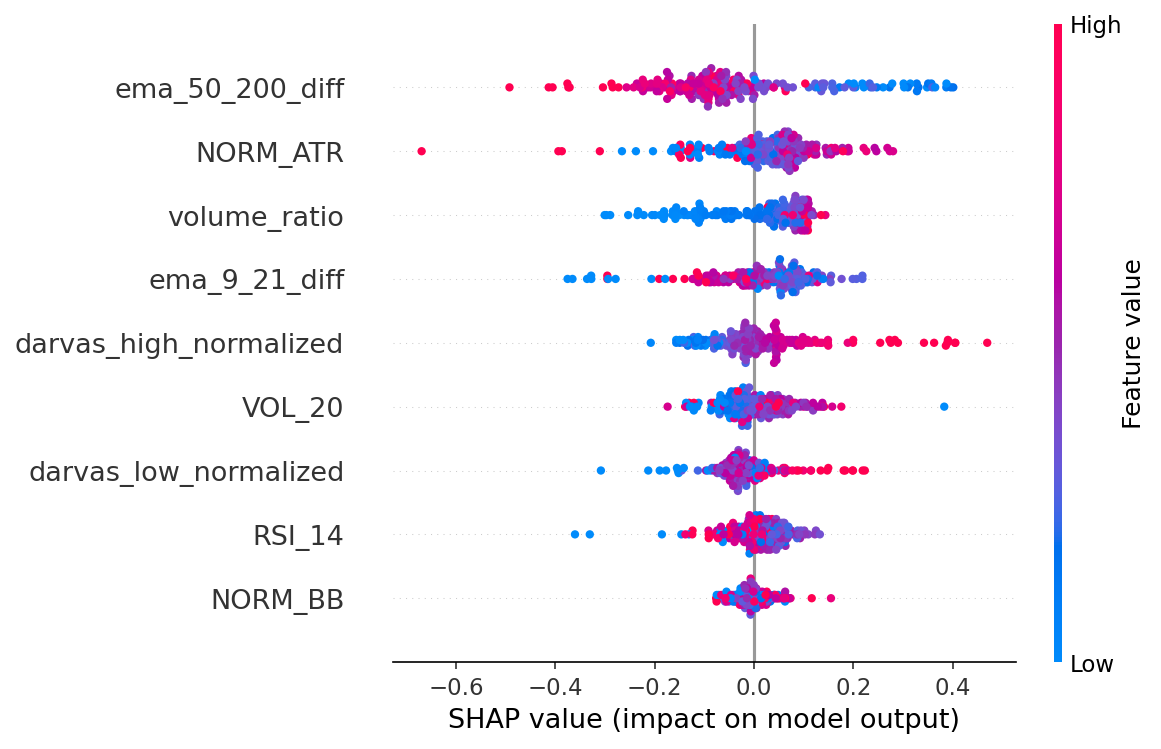 High
ema_50_200_diff
NORM_ATR
volume_ratio
ema_9_21_diff
darvas_high_normalized
VOL_20
darvas_low_normalized
RSI_14
NORM_BB
Feature value
Low
−0.6 −0.4 −0.2 0.0 0.2 0.4
SHAP value (impact on model output)